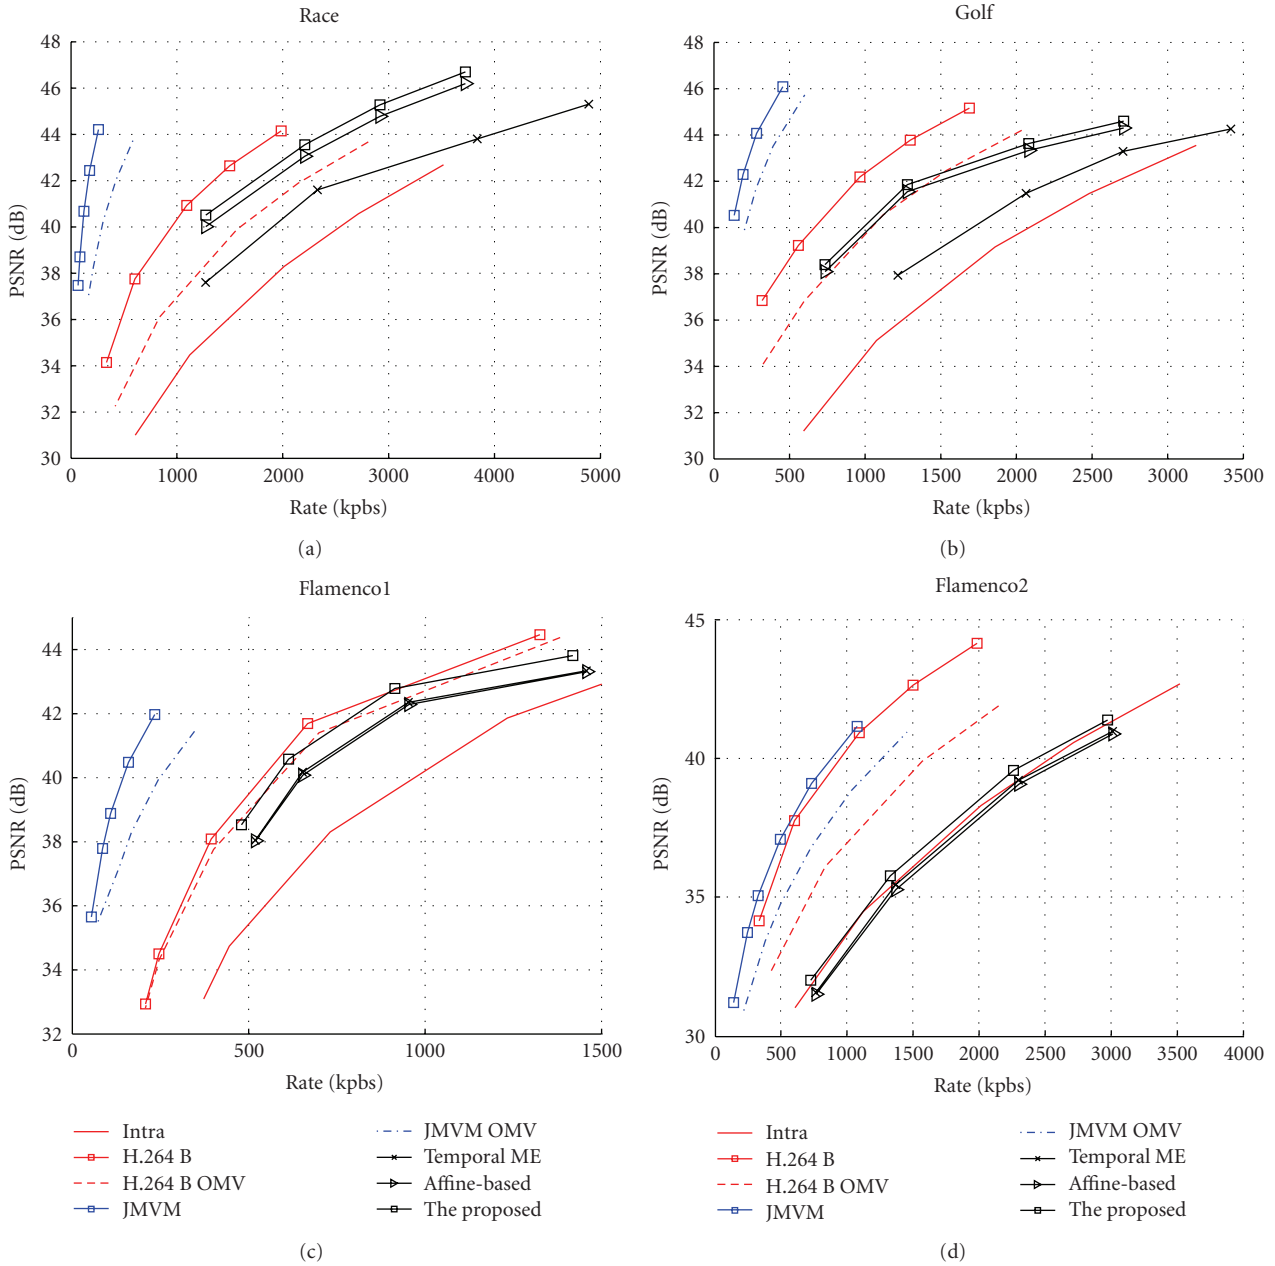 Race
48
46
44
42
40
38
36
34
32
30
PSNR (dB)
0 1000 2000 3000 4000 5000
Rate (kpbs)
(a)
Golf
48
46
44
42
40
38
36
34
32
30
PSNR (dB)
0 500 1000 1500 2000 2500 3000 3500
Rate (kpbs)
(b)
Flamenco1
44
42
40
38
36
34
32
PSNR (dB)
0 500 1000 1500
Rate (kpbs)
Intra
H.264 B
H.264 B OMV
JMVM
JMVM OMV
Temporal ME
Affine-based
The proposed
(c)
Flamenco2
45
40
35
30
PSNR (dB)
0 500 1000 1500 2000 2500 3000 3500 4000
Rate (kpbs)
Intra
H.264 B
H.264 B OMV
JMVM
JMVM OMV
Temporal ME
Affine-based
The proposed
(d)